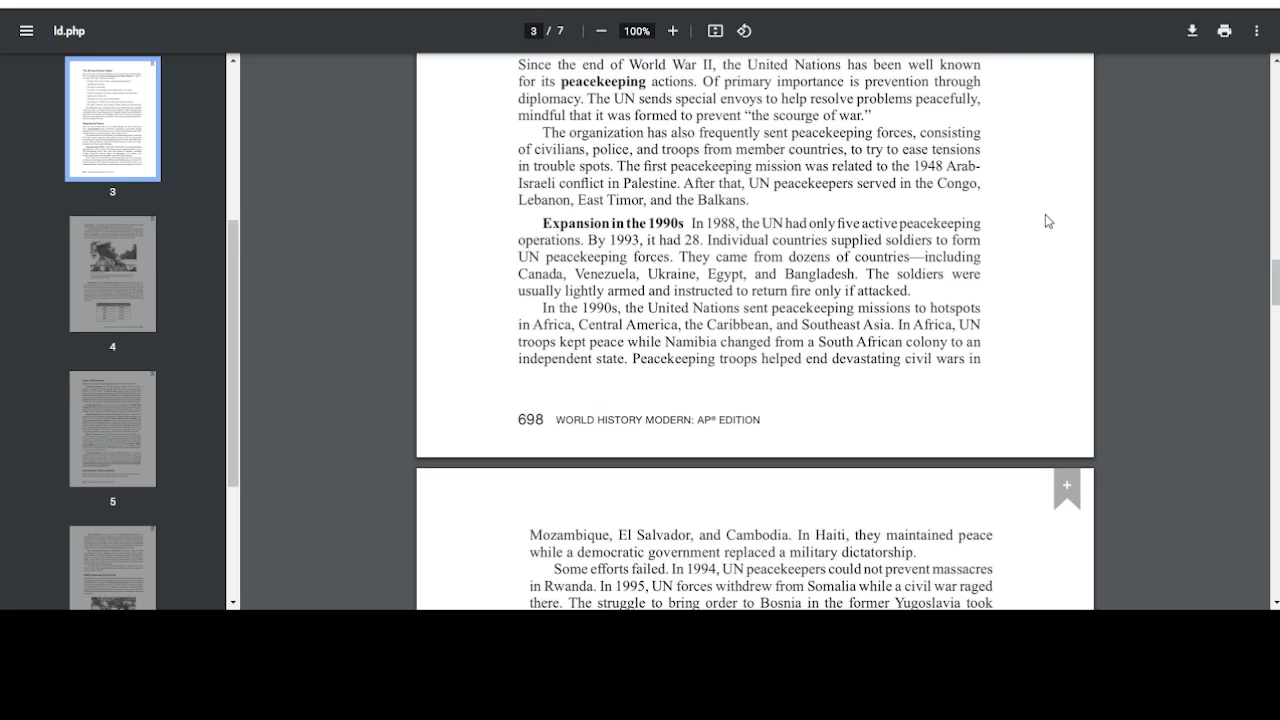 ld.php
3 / 7
100%
Since the end of World War II, the United Nations has been well known
for peacekeeping actions. Of primary importance is prevention through
diplomacy. The UN sends special envoys to help resolve problems peacefully,
given that it was formed to prevent “the scourge of war.”
The organization has also frequently sent peacekeeping forces, consisting
of civilians, police, and troops from member countries, to try to ease tensions
in trouble spots. The first peacekeeping mission was related to the 1948 Arab-
Israeli conflict in Palestine. After that, UN peacekeepers served in the Congo,
Lebanon, East Timor, and the Balkans.
Expansion in the 1990s In 1988, the UN had only five active peacekeeping
operations. By 1993, it had 28. Individual countries supplied soldiers to form
UN peacekeeping forces. They came from dozens of countries—including
Canada, Venezuela, Ukraine, Egypt, and Bangladesh. The soldiers were
usually lightly armed and instructed to return fire only if attacked.
In the 1990s, the United Nations sent peacekeeping missions to hotspots
in Africa, Central America, the Caribbean, and Southeast Asia. In Africa, UN
troops kept peace while Namibia changed from a South African colony to an
independent state. Peacekeeping troops helped end devastating civil wars in
698 WORLD HISTORY MODERN: AP® EDITION
Mozambique, El Salvador, and Cambodia. In Haiti, they maintained peace
while a democratic government replaced a military dictatorship.
Some efforts failed. In 1994, UN peacekeepers could not prevent massacres
in Rwanda. In 1995, UN forces withdrew from Somalia while a civil war raged
there. The struggle to bring order to Bosnia in the former Yugoslavia took
3
4
5